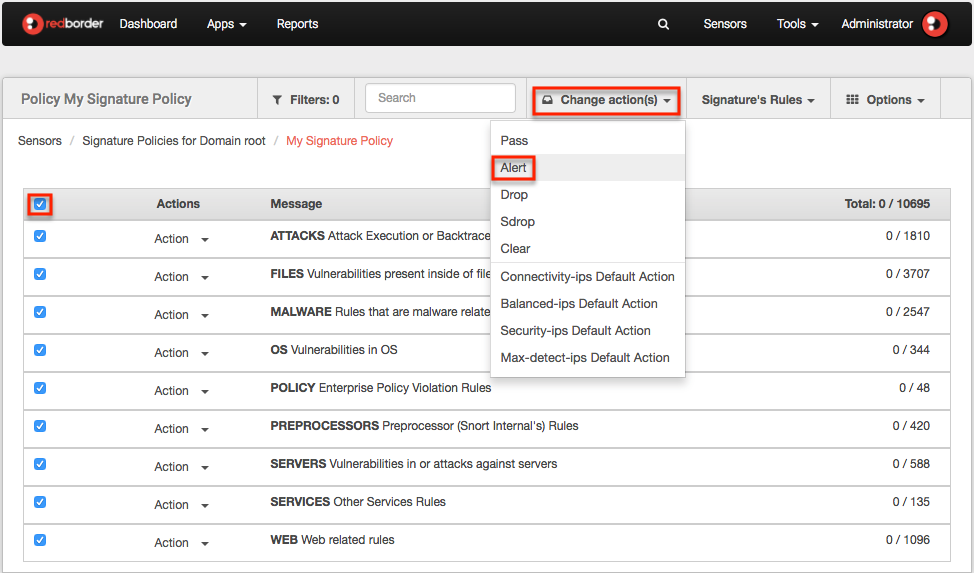 redborder Dashboard Apps Reports Sensors Tools Administrator
Policy My Signature Policy Filters: 0 Search Change action(s) Signature's Rules Options
Sensors / Signature Policies for Domain root / My Signature Policy
Pass
Alert
Drop
Sdrop
Clear
Connectivity-ips Default Action
Balanced-ips Default Action
Security-ips Default Action
Max-detect-ips Default Action
Actions Message Total: 0 / 10695
Action ATTACKS Attack Execution or Backtrace 0 / 1810
Action FILES Vulnerabilities present inside of file 0 / 3707
Action MALWARE Rules that are malware relate 0 / 2547
Action OS Vulnerabilities in OS 0 / 344
Action POLICY Enterprise Policy Violation Rules 0 / 48
Action PREPROCESSORS Preprocessor (Snort Internal's) Rules 0 / 420
Action SERVERS Vulnerabilities in or attacks against servers 0 / 588
Action SERVICES Other Services Rules 0 / 135
Action WEB Web related rules 0 / 1096